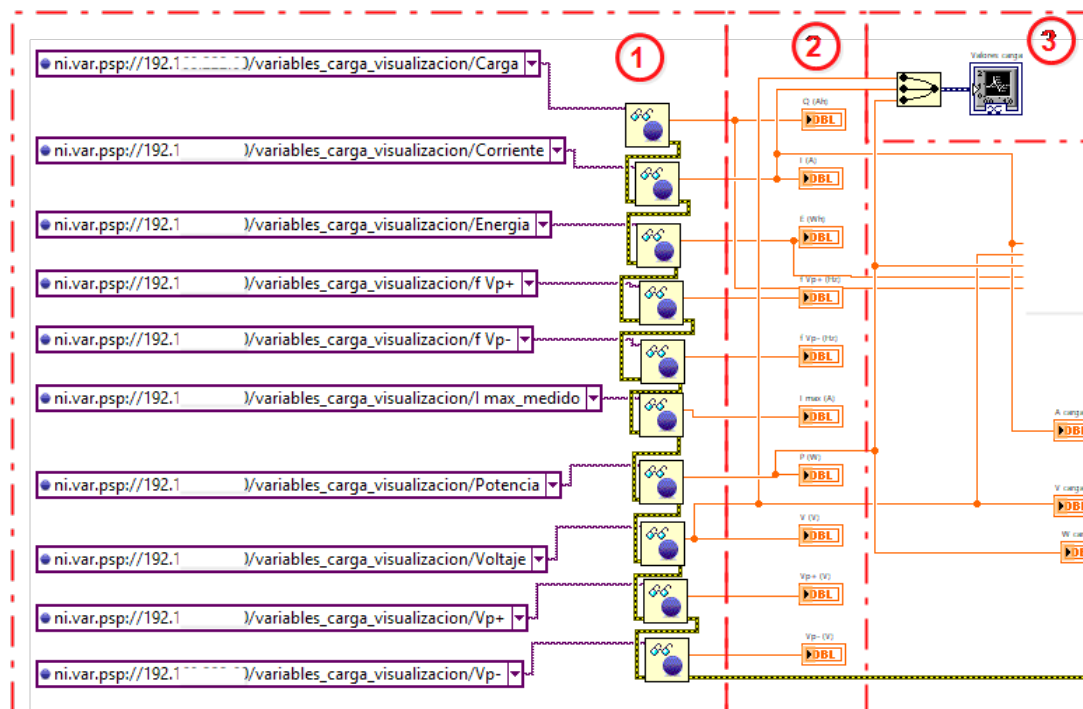 1
2
3
ni.var.psp://192.1 )/variables_carga_visualizacion/Carga
Valores carga
Q (Ah)
DBL
ni.var.psp://192.1 )/variables_carga_visualizacion/Corriente
I (A)
DBL
ni.var.psp://192.1 )/variables_carga_visualizacion/Energia
E (Wh)
DBL
ni.var.psp://192.1 )/variables_carga_visualizacion/f Vp+
f Vp+ (Hz)
DBL
ni.var.psp://192.1 )/variables_carga_visualizacion/f Vp-
f Vp- (Hz)
DBL
ni.var.psp://192.1 )/variables_carga_visualizacion/I max_medido
I max (A)
DBL
A carga
DBL
ni.var.psp://192.1 )/variables_carga_visualizacion/Potencia
P (W)
DBL
V carga
DBL
ni.var.psp://192.1 )/variables_carga_visualizacion/Voltaje
V (V)
DBL
W car
DB
ni.var.psp://192.1 )/variables_carga_visualizacion/Vp+
Vp+ (V)
DBL
ni.var.psp://192.1 )/variables_carga_visualizacion/Vp-
Vp- (V)
DBL